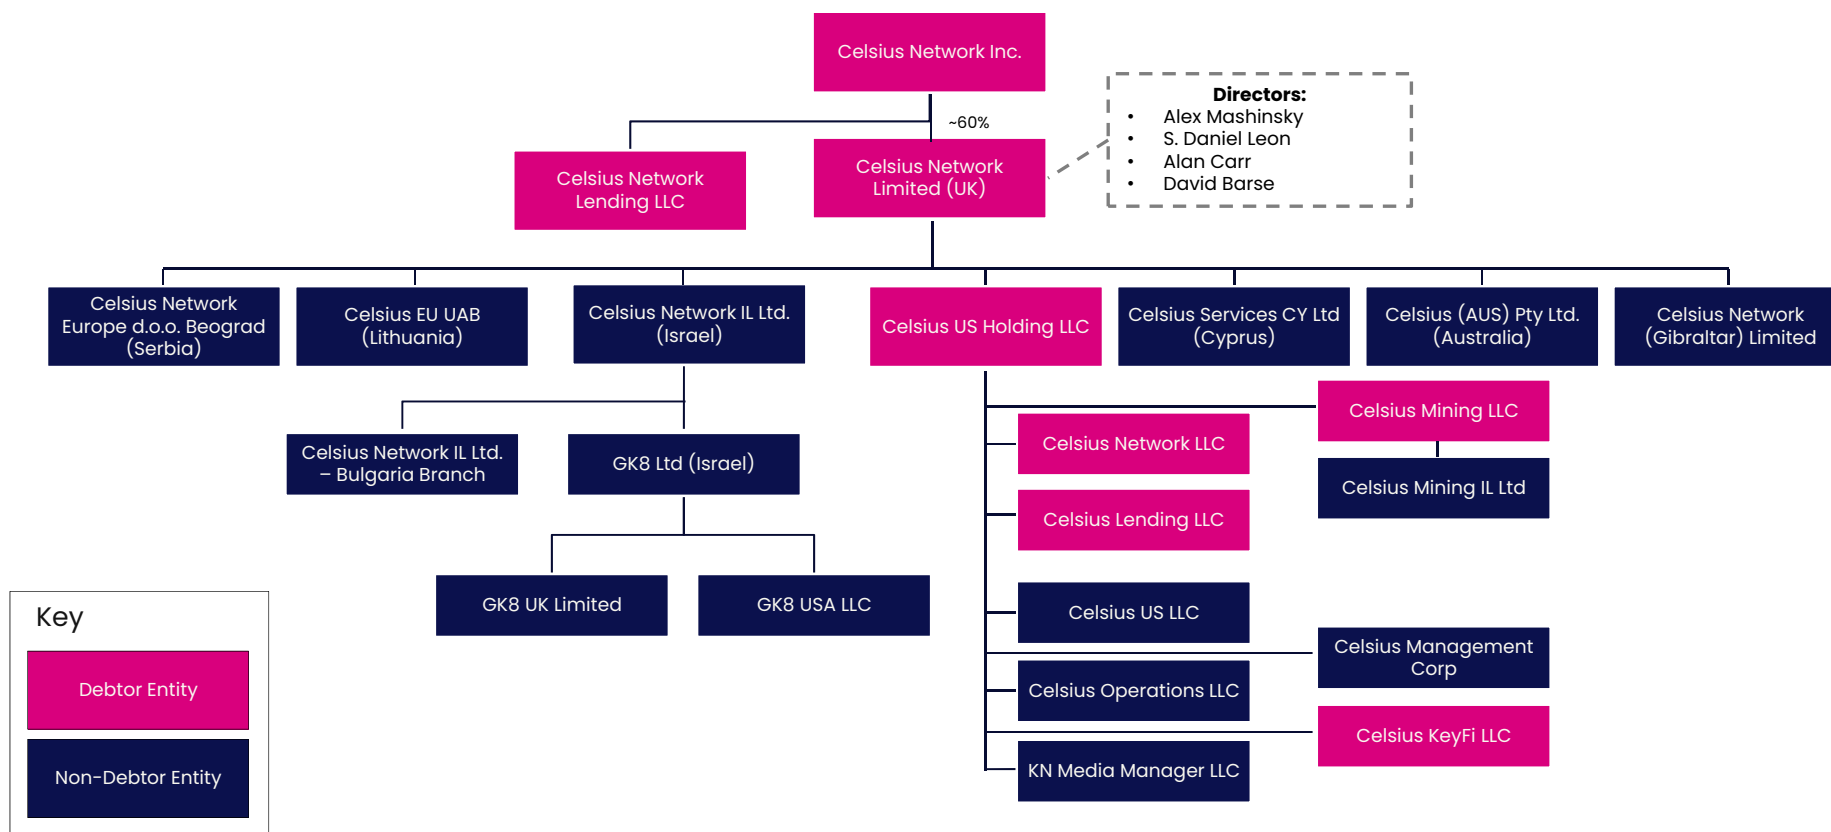 Celsius Network Inc.
~60%
Directors:
• Alex Mashinsky
• S. Daniel Leon
• Alan Carr
• David Barse
Celsius Network
Lending LLC
Celsius Network
Limited (UK)
Celsius Network
Europe d.o.o. Beograd
(Serbia)
Celsius EU UAB
(Lithuania)
Celsius Network IL Ltd.
(Israel)
Celsius US Holding LLC
Celsius Services CY Ltd
(Cyprus)
Celsius (AUS) Pty Ltd.
(Australia)
Celsius Network
(Gibraltar) Limited
Celsius Network IL Ltd.
– Bulgaria Branch
GK8 Ltd (Israel)
GK8 UK Limited
GK8 USA LLC
Celsius Mining LLC
Celsius Network LLC
Celsius Mining IL Ltd
Celsius Lending LLC
Celsius US LLC
Celsius Management
Corp
Celsius Operations LLC
Celsius KeyFi LLC
KN Media Manager LLC
Key
Debtor Entity
Non-Debtor Entity